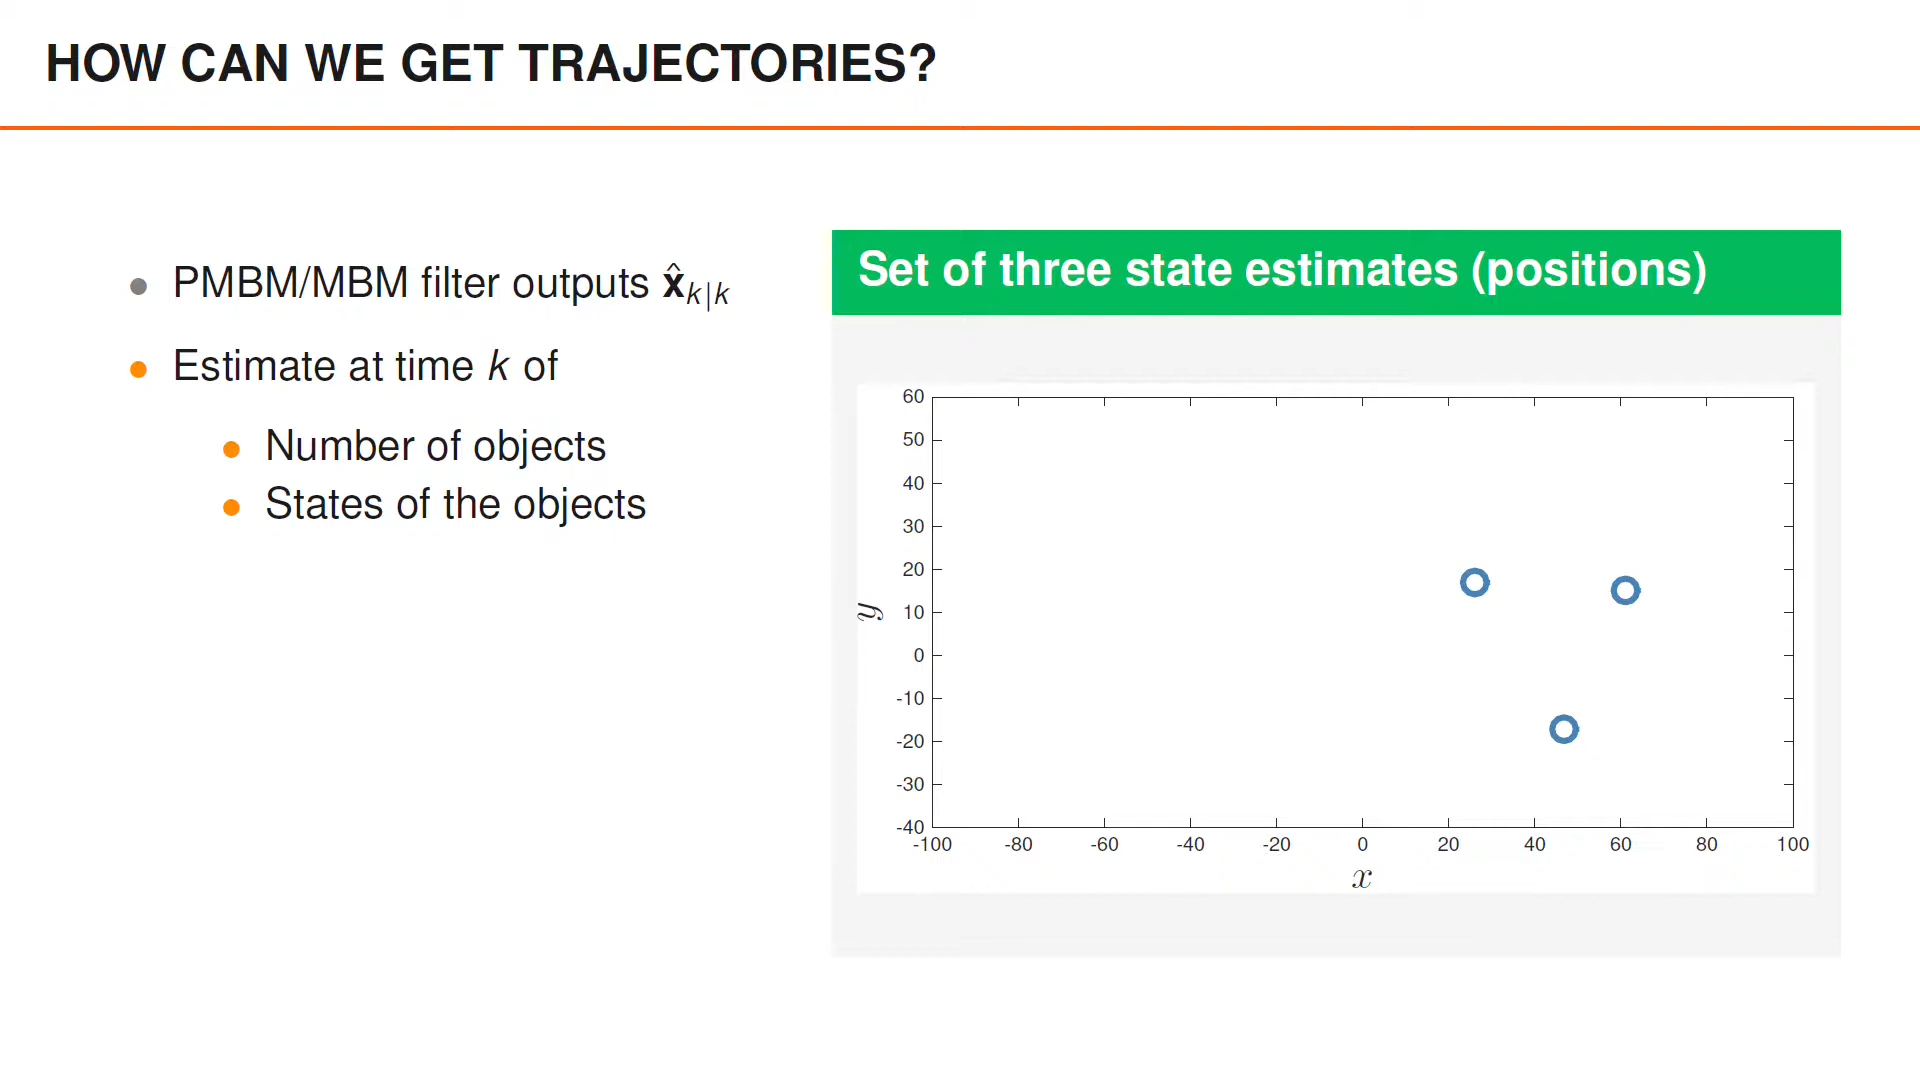 HOW CAN WE GET TRAJECTORIES?
• PMBM/MBM filter outputs x̂k|k
• Estimate at time k of
• Number of objects
• States of the objects
Set of three state estimates (positions)
60
50
40
30
20
10
0
-10
-20
-30
-40
y
-100 -80 -60 -40 -20 0 20 40 60 80 100
x